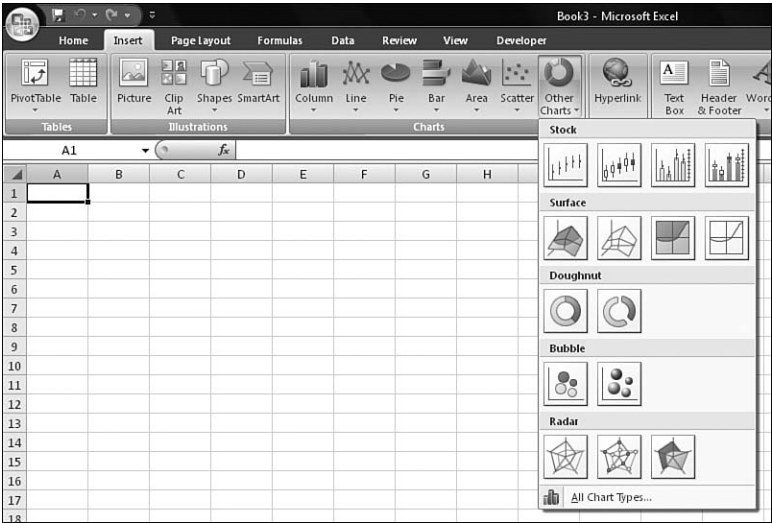 Book3 - Microsoft Excel
Home Insert Page Layout Formulas Data Review View Developer
PivotTable Table Picture Clip Art Shapes SmartArt Column Line Pie Bar Area Scatter Other Charts Hyperlink Text Box Header & Footer
Tables Illustrations Charts
A1 fx
A B C D E F G H
Stock
Surface
Doughnut
Bubble
Radar
All Chart Types...
1
2
3
4
5
6
7
8
9
10
11
12
13
14
15
16
17
18